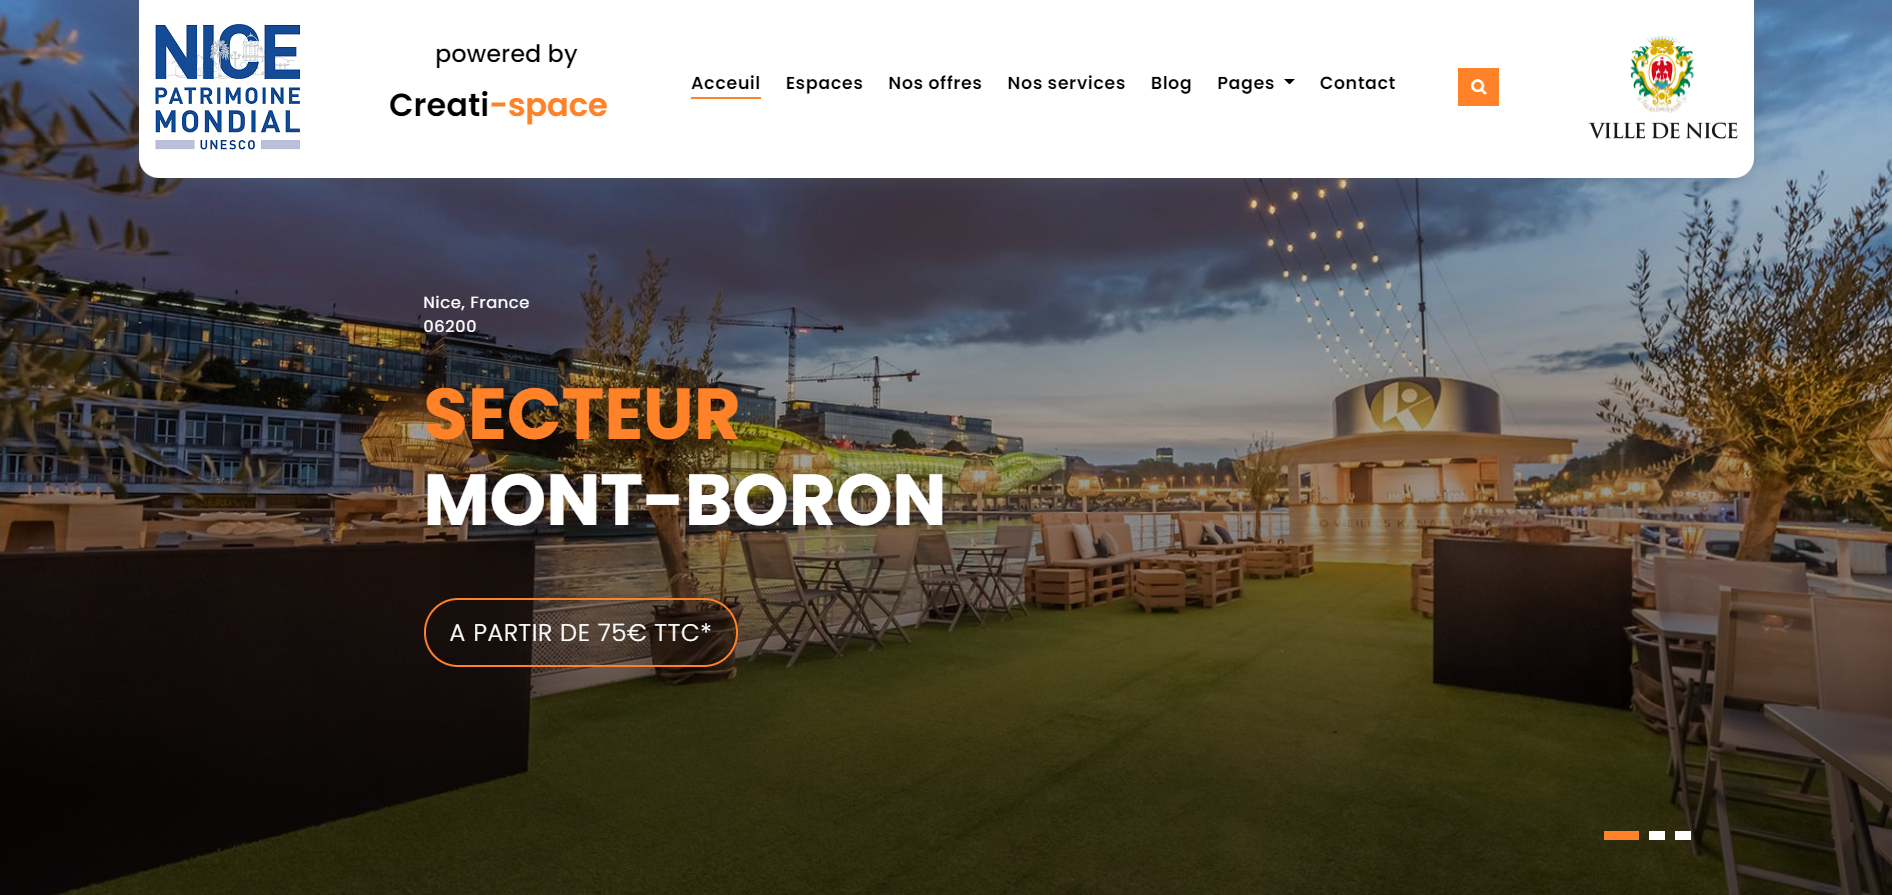 NICE
PATRIMOINE
MONDIAL
UNESCO
powered by
Creati-space
Acceuil Espaces Nos offres Nos services Blog Pages Contact
VILLE DE NICE
Nice, France
06200
SECTEUR
MONT-BORON
A PARTIR DE 75€ TTC*